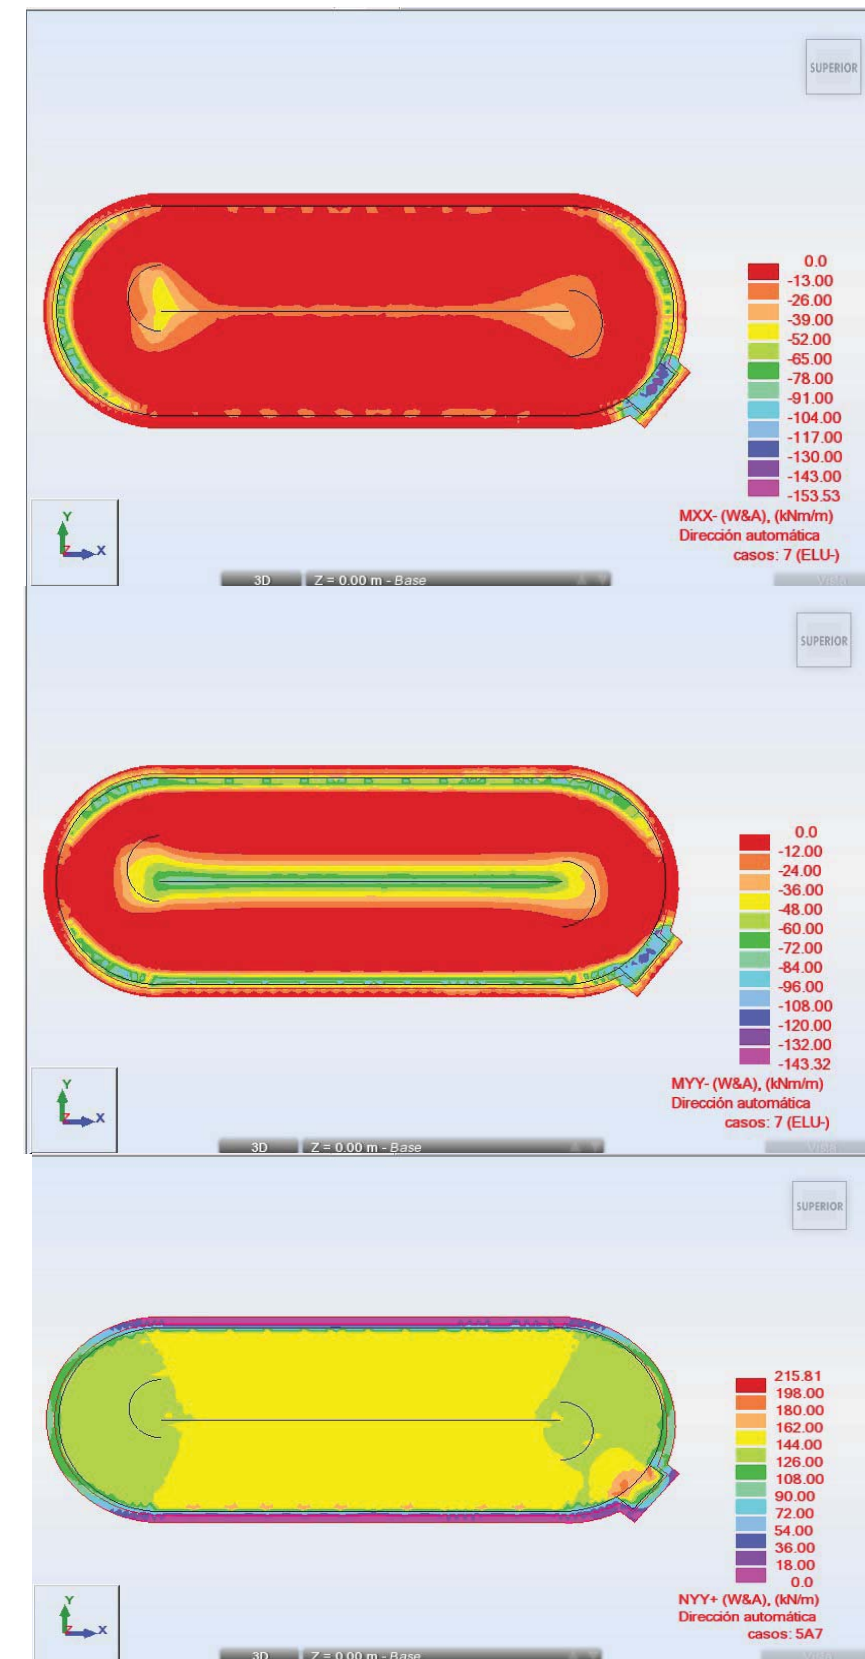 SUPERIOR
0.0
-13.00
-26.00
-39.00
-52.00
-65.00
-78.00
-91.00
-104.00
-117.00
-130.00
-143.00
-153.53
MXX- (W&A), (kNm/m)
Dirección automática
casos: 7 (ELU-)
Y
Z X
3D Z = 0.00 m - Base Vista
SUPERIOR
0.0
-12.00
-24.00
-36.00
-48.00
-60.00
-72.00
-84.00
-96.00
-108.00
-120.00
-132.00
-143.32
MYY- (W&A), (kNm/m)
Dirección automática
casos: 7 (ELU-)
Y
Z X
3D Z = 0.00 m - Base Vista
SUPERIOR
215.81
198.00
180.00
162.00
144.00
126.00
108.00
90.00
72.00
54.00
36.00
18.00
0.0
NYY+ (W&A), (kN/m)
Dirección automática
casos: 5A7
Y
Z X
3D Z = 0.00 m - Base